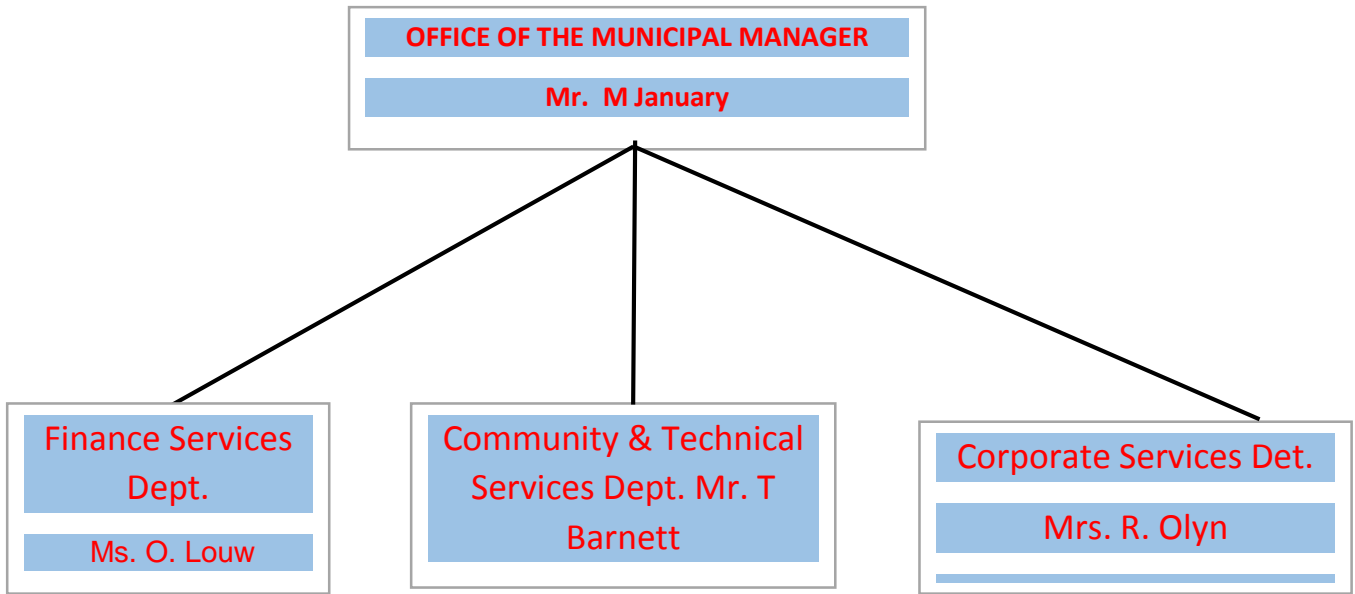 OFFICE OF THE MUNICIPAL MANAGER
Mr. M January
Finance Services
Dept.
Ms. O. Louw
Community & Technical
Services Dept. Mr. T
Barnett
Corporate Services Det.
Mrs. R. Olyn